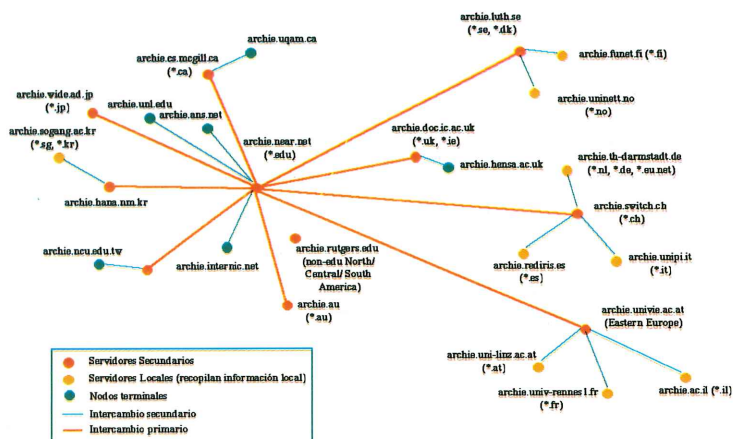 archie.luth.se
(*.se, *.dk)
archie.uqam.ca
archie.cs.mcgill.ca
(*.ca)
archie.funet.fi (*.fi)
archie.wide.ad.jp
(*.jp)
archie.unl.edu
archie.ans.net
archie.uninett.no
(*.no)
archie.sogang.ac.kr
(*.sg, *.kr)
archie.near.net
(*.edu)
archie.doc.ic.ac.uk
(*.uk, *.ie)
archie.hensa.ac.uk
archie.th-darmstadt.de
(*.nl, *.de, *.eu.net)
archie.hana.nm.kr
archie.switch.ch
(*.ch)
archie.ncu.edu.tw
archie.internic.net
archie.rutgers.edu
(non-edu North/
Central/ South
America)
archie.rediris.es
(*.es)
archie.unipi.it
(*.it)
archie.au
(*.au)
archie.univie.ac.at
(Eastern Europe)
archie.uni-linz.ac.at
(*.at)
archie.univ-rennes1.fr
(*.fr)
archie.ac.il (*.il)
Servidores Secundarios
Servidores Locales (recopilan información local)
Nodos terminales
Intercambio secundario
Intercambio primario